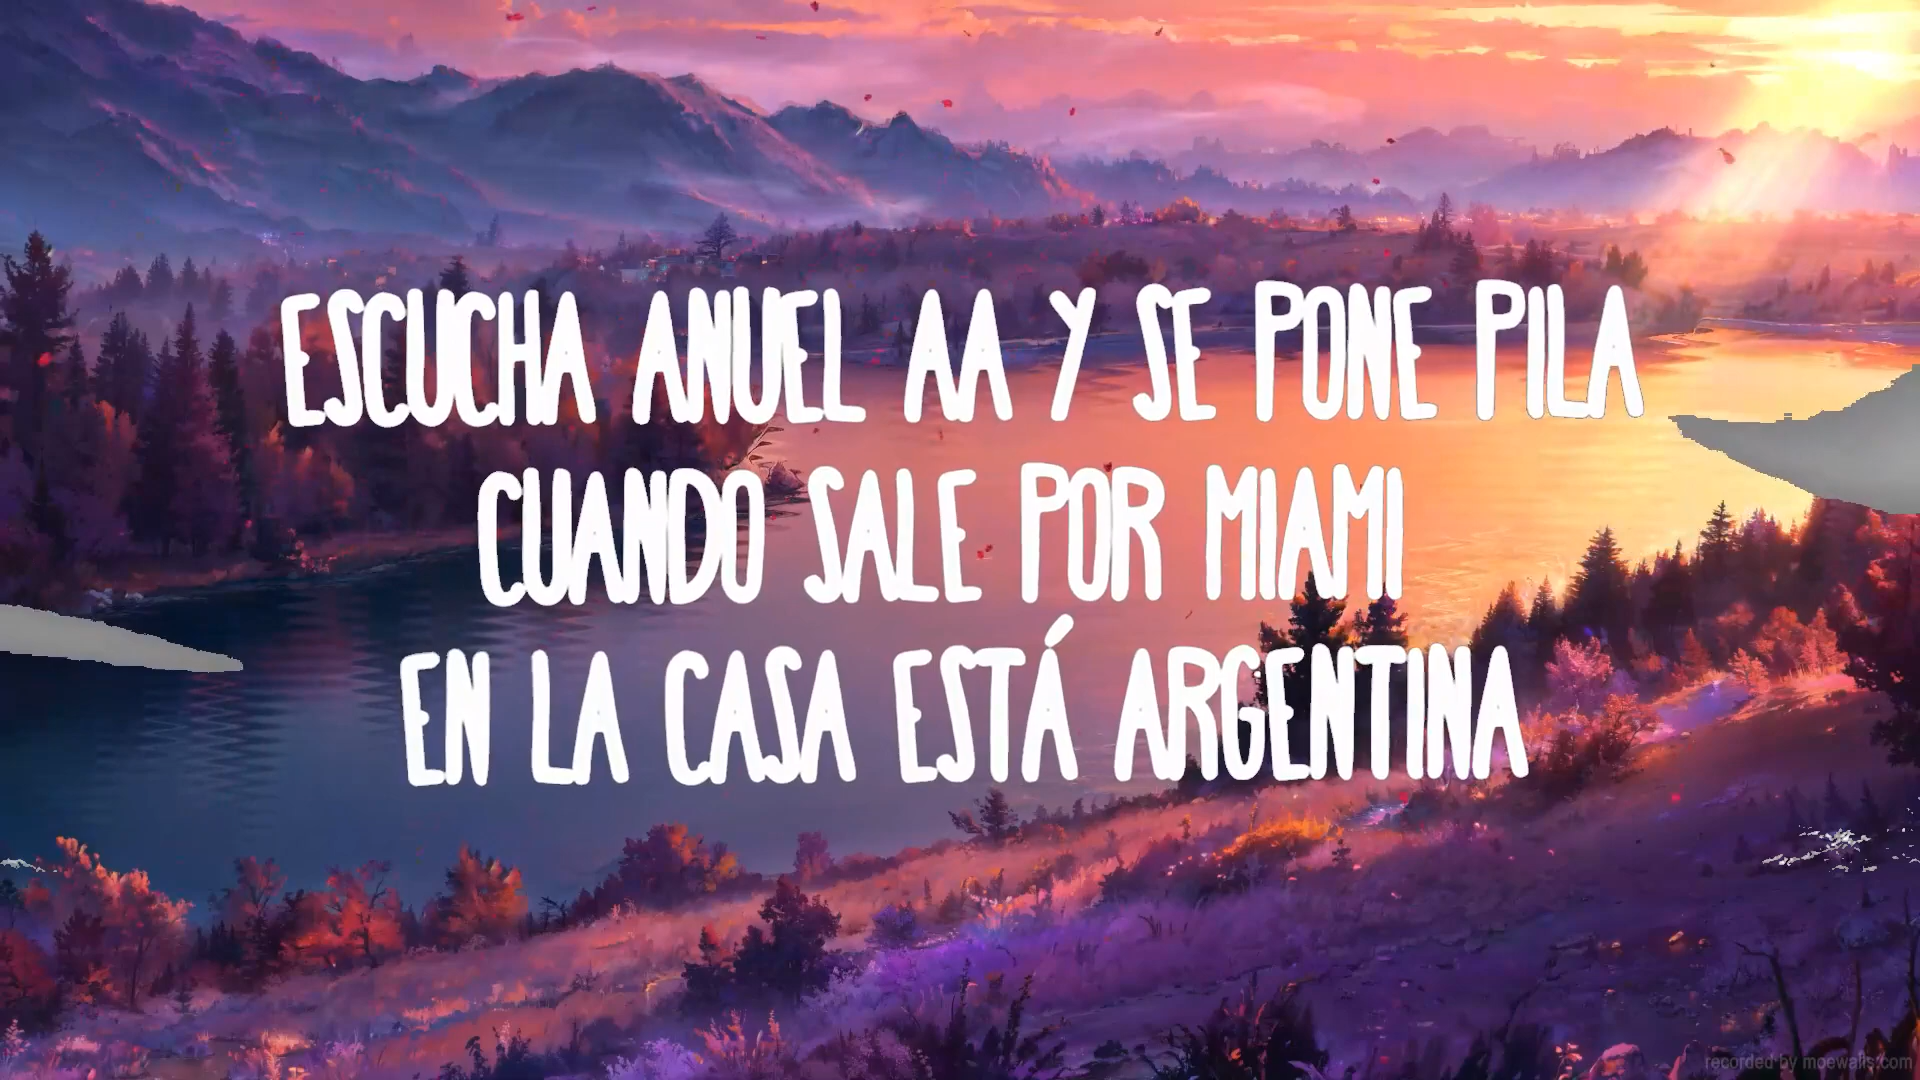 ESCUCHA ANUEL AA Y SE PONE PILA
CUANDO SALE POR MIAMI
EN LA CASA ESTÁ ARGENTINA
recorded by moewalls.com